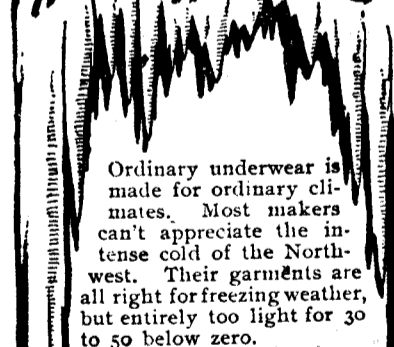 Ordinary underwear is
made for ordinary cli-
mates. Most makers
can't appreciate the in-
tense cold of the North-
west. Their garments are
all right for freezing weather,
but entirely too light for 30
to 50 below zero.